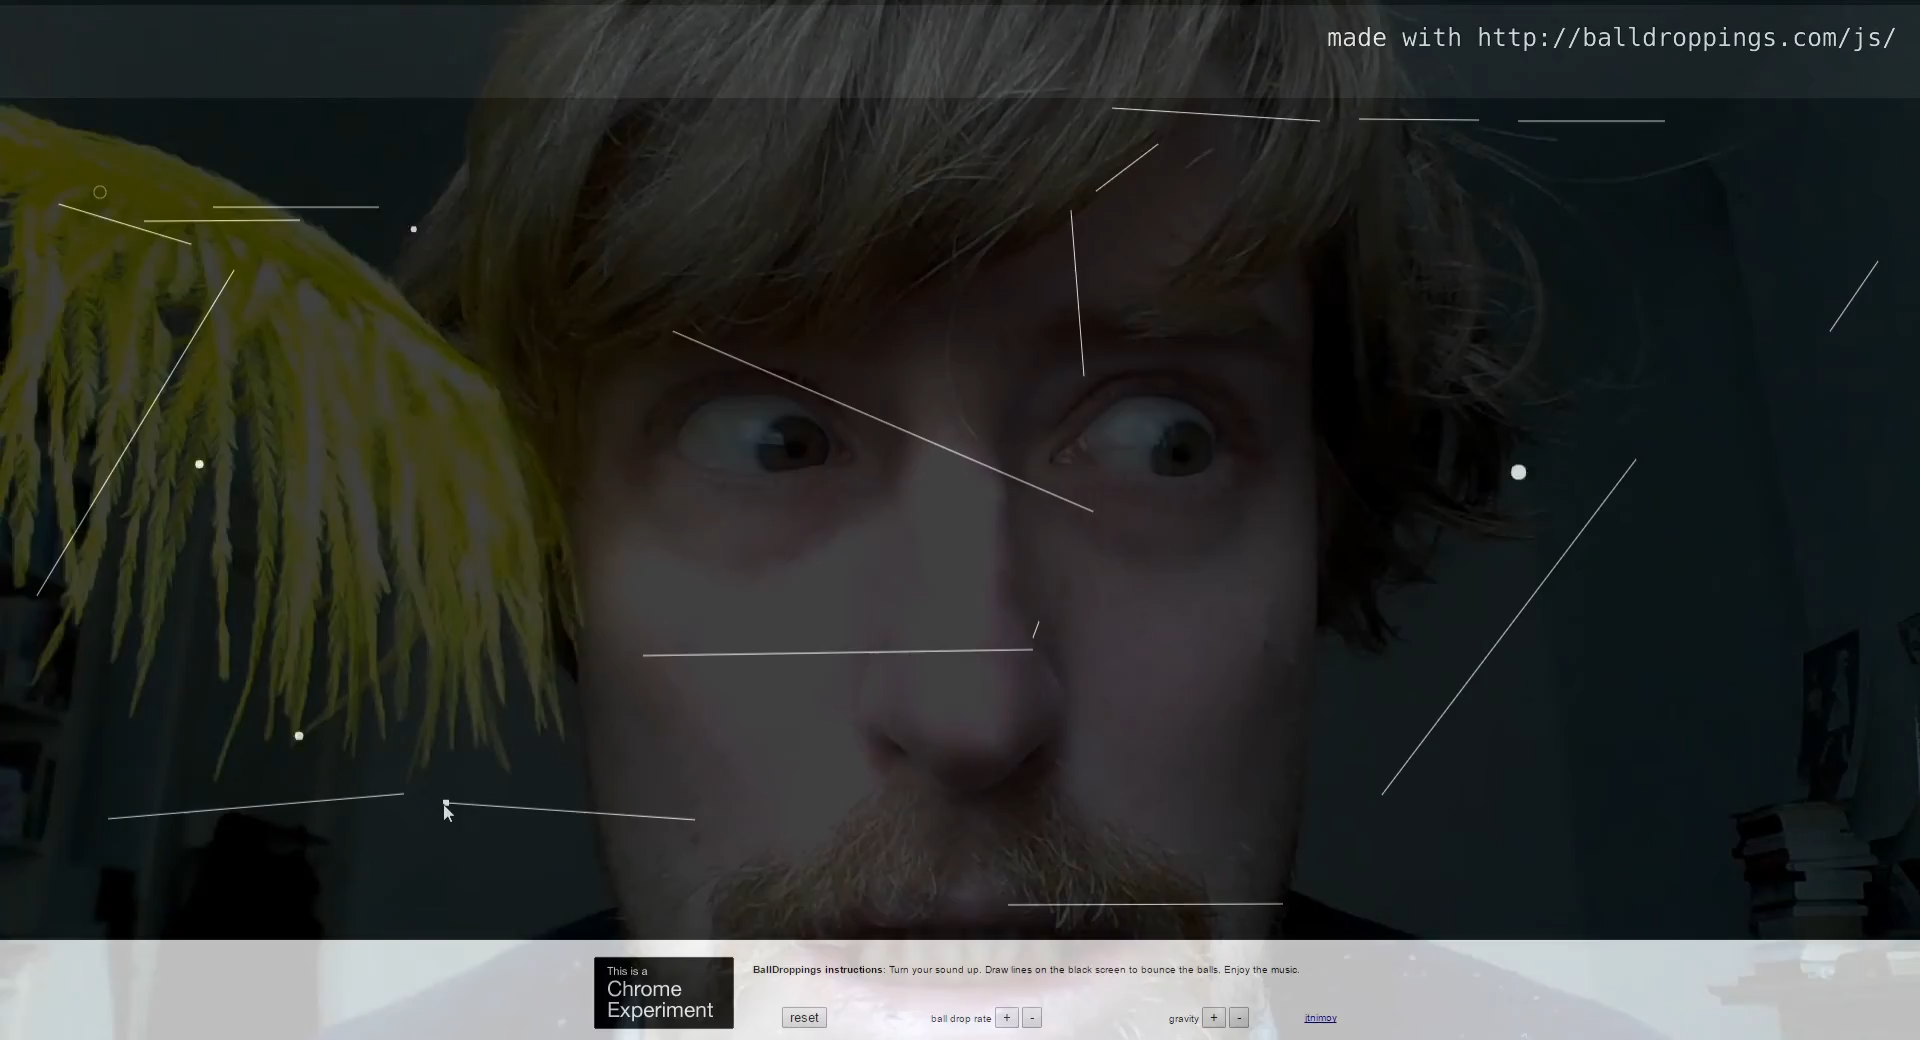 made with http://balldroppings.com/js/
This is a
Chrome
Experiment
BallDroppings instructions: Turn your sound up. Draw lines on the black screen to bounce the balls. Enjoy the music.
reset
ball drop rate + -
gravity + -
jtnimoy